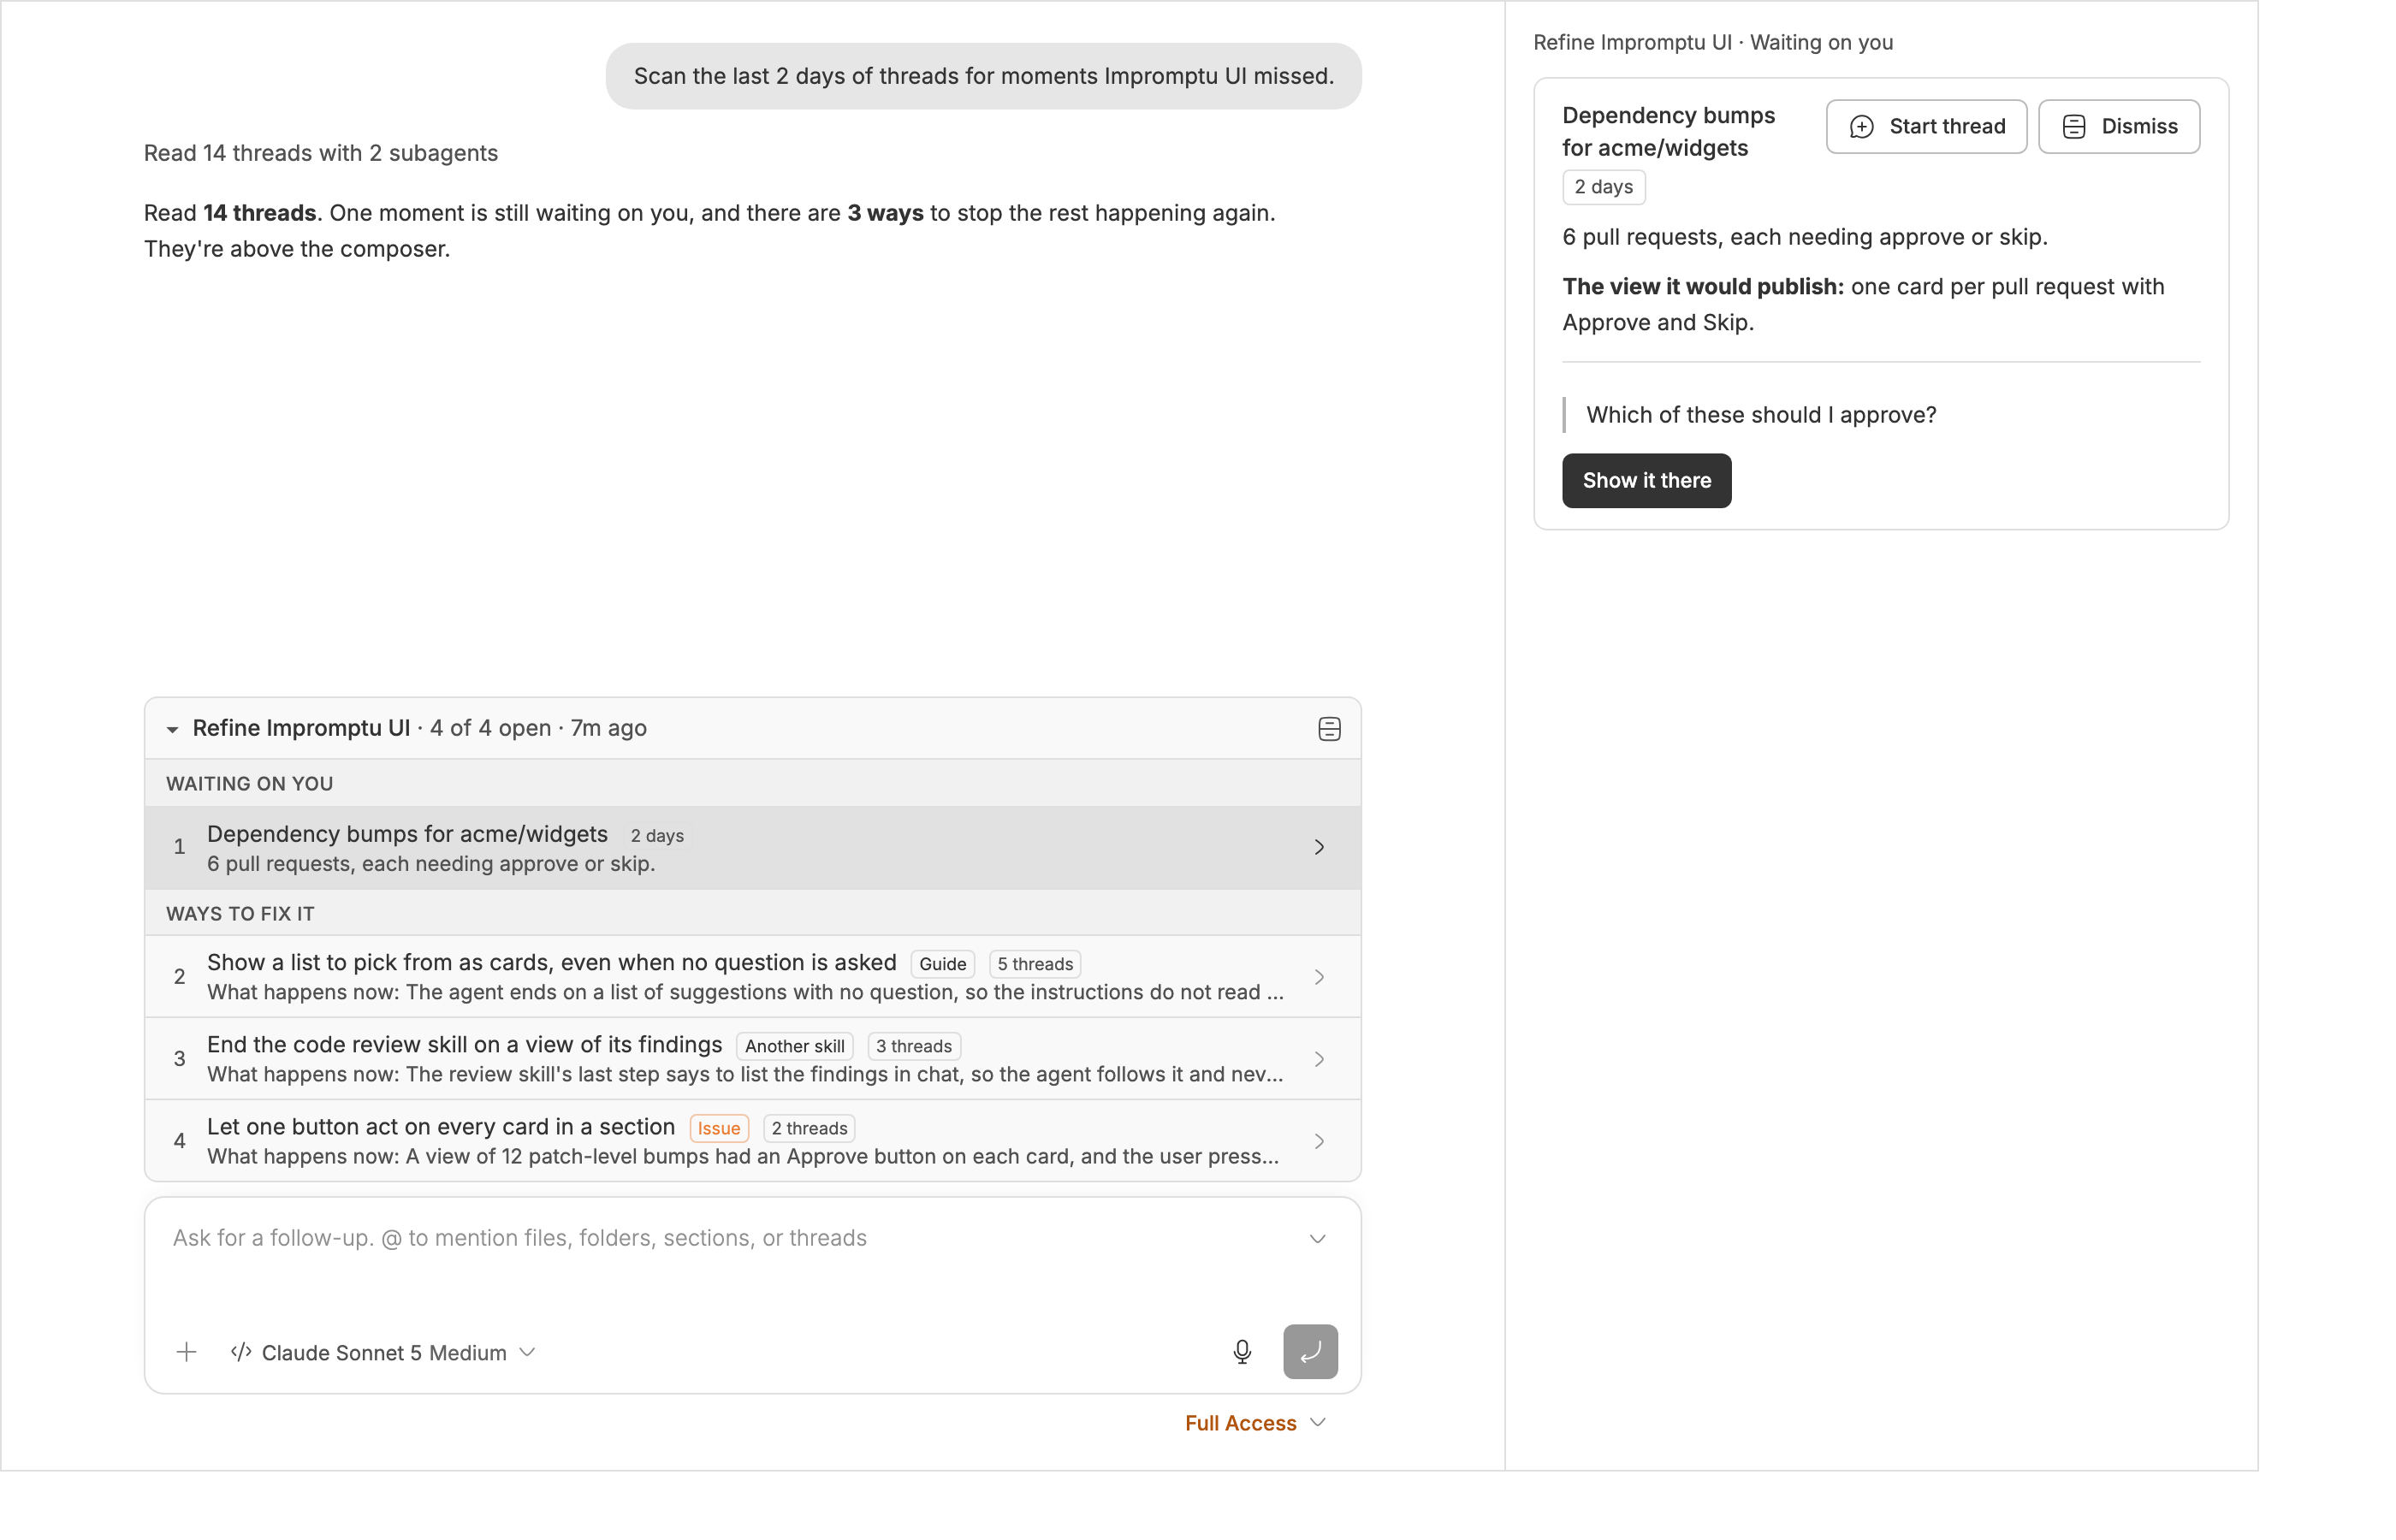 Scan the last 2 days of threads for moments Impromptu UI missed.
Read 14 threads with 2 subagents
Read 14 threads. One moment is still waiting on you, and there are 3 ways to stop the rest happening again.
They're above the composer.
Refine Impromptu UI · 4 of 4 open · 7m ago
WAITING ON YOU
1 Dependency bumps for acme/widgets 2 days
6 pull requests, each needing approve or skip.
WAYS TO FIX IT
2 Show a list to pick from as cards, even when no question is asked Guide 5 threads
What happens now: The agent ends on a list of suggestions with no question, so the instructions do not read ...
3 End the code review skill on a view of its findings Another skill 3 threads
What happens now: The review skill's last step says to list the findings in chat, so the agent follows it and nev...
4 Let one button act on every card in a section Issue 2 threads
What happens now: A view of 12 patch-level bumps had an Approve button on each card, and the user press...
Ask for a follow-up. @ to mention files, folders, sections, or threads
Claude Sonnet 5 Medium
Full Access
Refine Impromptu UI · Waiting on you
Dependency bumps
for acme/widgets
Start thread
Dismiss
2 days
6 pull requests, each needing approve or skip.
The view it would publish: one card per pull request with
Approve and Skip.
Which of these should I approve?
Show it there